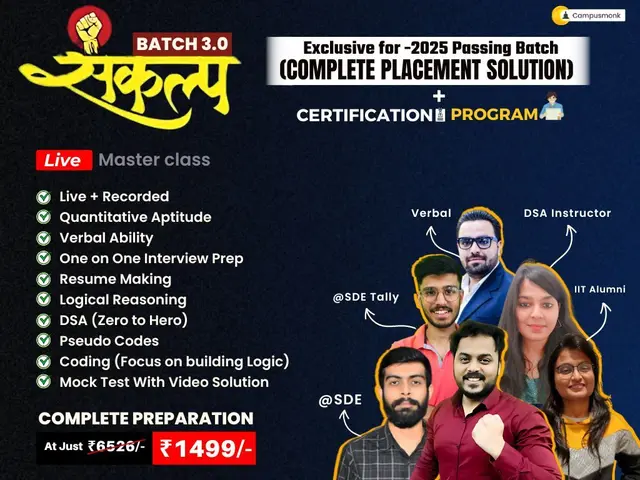 Campusmonk
BATCH 3.0
संकल्प
Exclusive for -2025 Passing Batch
(COMPLETE PLACEMENT SOLUTION)
+
CERTIFICATION PROGRAM
Live Master class
Live + Recorded
Quantitative Aptitude
Verbal Ability
One on One Interview Prep
Resume Making
Logical Reasoning
DSA (Zero to Hero)
Pseudo Codes
Coding (Focus on building Logic)
Mock Test With Video Solution
COMPLETE PREPARATION
At Just ₹6526/- ₹1499/-
Verbal
DSA Instructor
@SDE Tally
IIT Alumni
@SDE